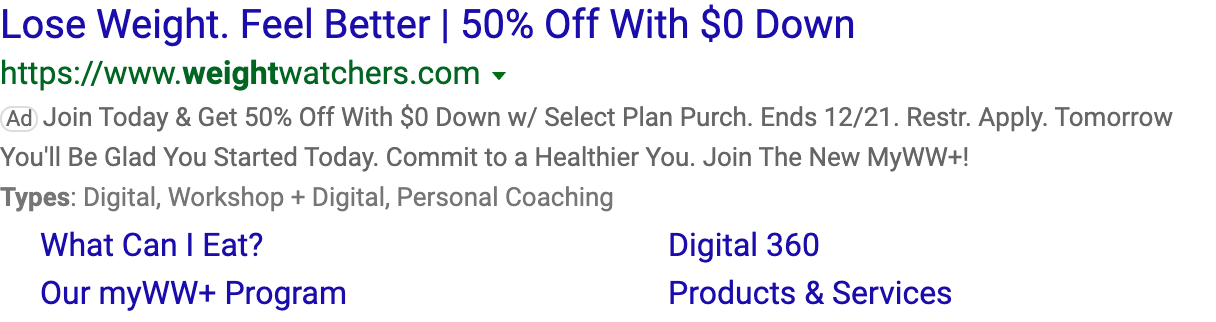 Lose Weight. Feel Better | 50% Off With $0 Down
https://www.weightwatchers.com
Ad Join Today & Get 50% Off With $0 Down w/ Select Plan Purch. Ends 12/21. Restr. Apply. Tomorrow
You'll Be Glad You Started Today. Commit to a Healthier You. Join The New MyWW+!
Types: Digital, Workshop + Digital, Personal Coaching
What Can I Eat? Digital 360
Our myWW+ Program Products & Services